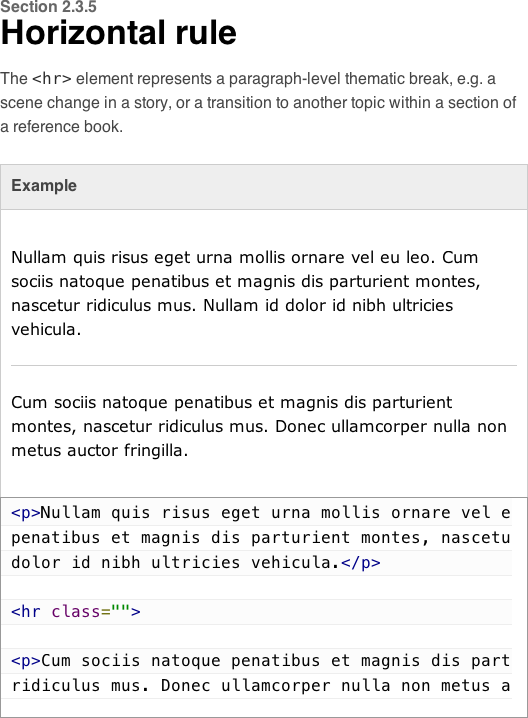 Section 2.3.5
Horizontal rule
The <hr> element represents a paragraph-level thematic break, e.g. a
scene change in a story, or a transition to another topic within a section of
a reference book.
Example
Nullam quis risus eget urna mollis ornare vel eu leo. Cum
sociis natoque penatibus et magnis dis parturient montes,
nascetur ridiculus mus. Nullam id dolor id nibh ultricies
vehicula.
Cum sociis natoque penatibus et magnis dis parturient
montes, nascetur ridiculus mus. Donec ullamcorper nulla non
metus auctor fringilla.
<p>Nullam quis risus eget urna mollis ornare vel e
penatibus et magnis dis parturient montes, nascetu
dolor id nibh ultricies vehicula.</p>
<hr class="">
<p>Cum sociis natoque penatibus et magnis dis part
ridiculus mus. Donec ullamcorper nulla non metus a